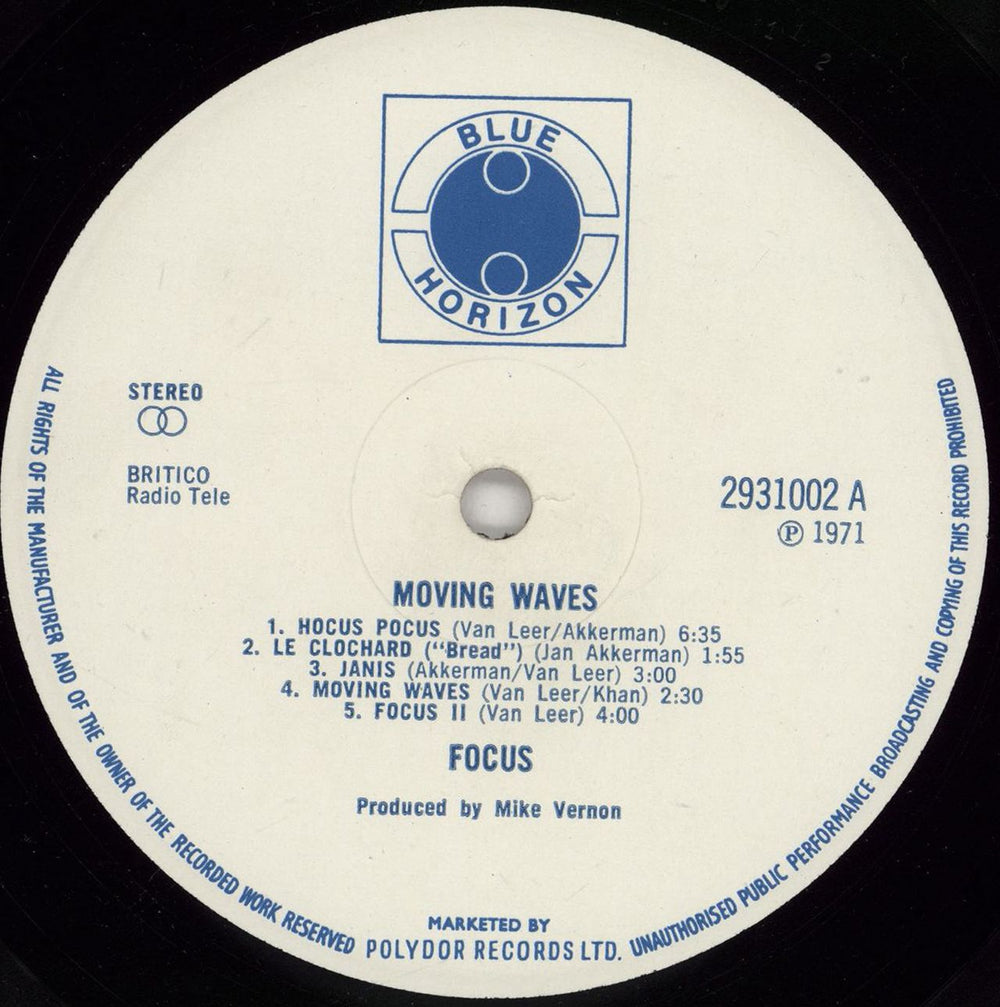 BLUE
HORIZON
STEREO
BRITICO
Radio Tele
2931002 A
Ⓟ 1971
MOVING WAVES
1. HOCUS POCUS (Van Leer/Akkerman) 6:35
2. LE CLOCHARD (“Bread”) (Jan Akkerman) 1:55
3. JANIS (Akkerman/Van Leer) 3:00
4. MOVING WAVES (Van Leer/Khan) 2:30
5. FOCUS II (Van Leer) 4:00
FOCUS
Produced by Mike Vernon
MARKETED BY
POLYDOR RECORDS LTD.
ALL RIGHTS OF THE MANUFACTURER AND OF THE OWNER OF THE RECORDED WORK RESERVED
UNAUTHORISED PUBLIC PERFORMANCE BROADCASTING AND COPYING OF THIS RECORD PROHIBITED